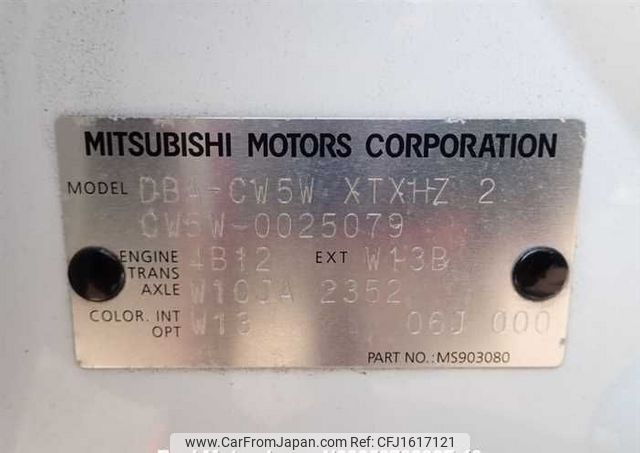 MITSUBISHI MOTORS CORPORATION
MODEL DBA-CW5W XTXHZ 2
CW5W-0025079
ENGINE 4B12 EXT W13B
TRANS
AXLE W1CJA 2352
COLOR. INT W13 06J 000
OPT
PART NO.:MS903080
www.CarFromJapan.com REF CFJ1617121